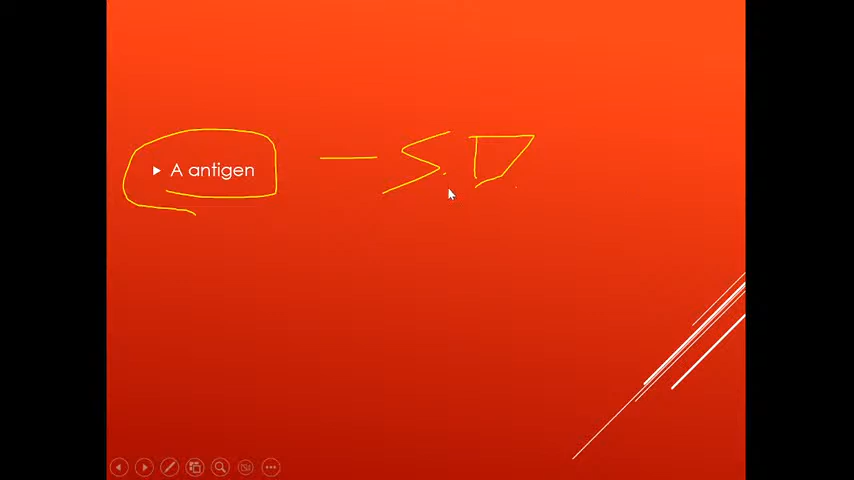 A antigen — S.D.